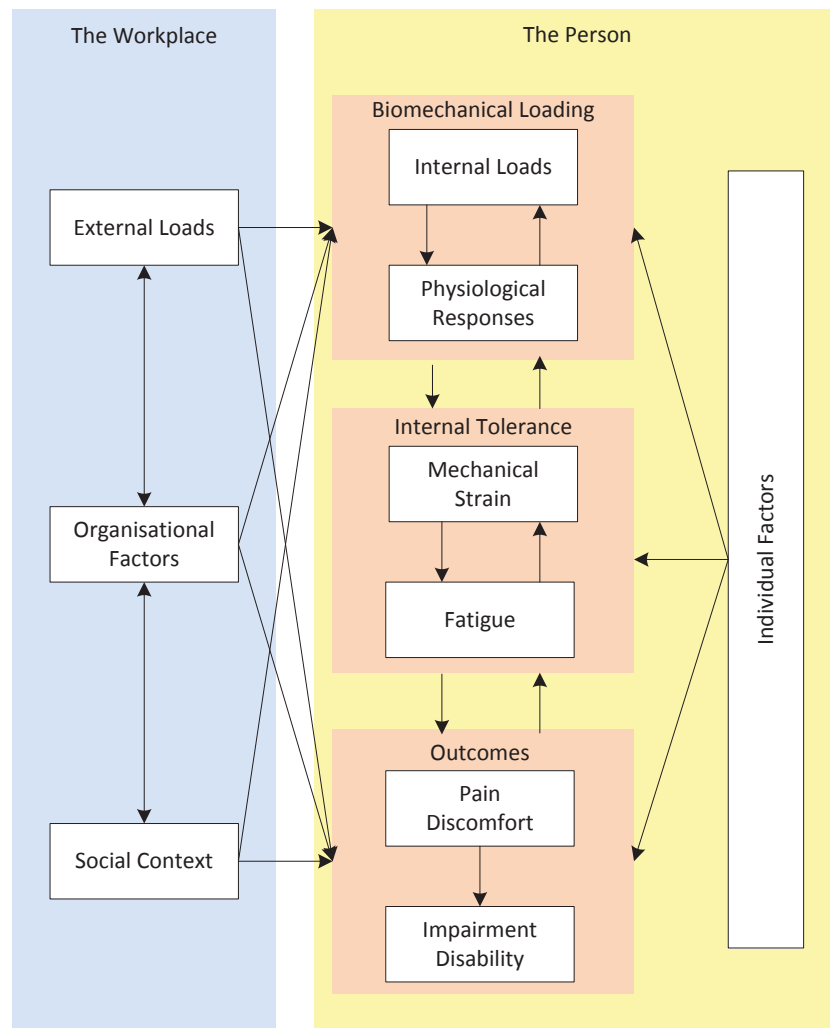 The Workplace
The Person
Biomechanical Loading
Internal Loads
External Loads
Physiological
Responses
Internal Tolerance
Mechanical
Strain
Organisational
Factors
Fatigue
Individual Factors
Outcomes
Pain
Discomfort
Social Context
Impairment
Disability